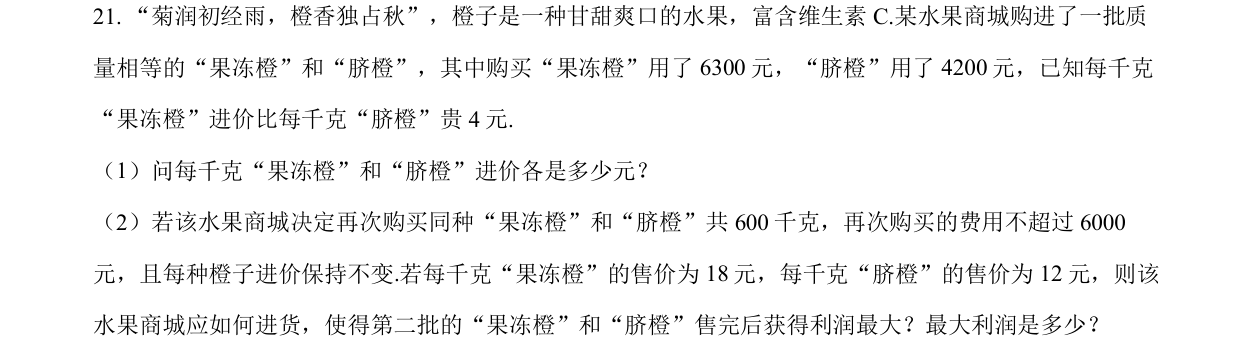 21. “菊润初经雨，橙香独占秋”，橙子是一种甘甜爽口的水果，富含维生素 C.某水果商城购进了一批质
量相等的“果冻橙”和“脐橙”，其中购买“果冻橙”用了 6300 元，“脐橙”用了 4200 元，已知每千克
“果冻橙”进价比每千克“脐橙”贵 4 元.
（1）问每千克“果冻橙”和“脐橙”进价各是多少元？
（2）若该水果商城决定再次购买同种“果冻橙”和“脐橙”共 600 千克，再次购买的费用不超过 6000
元，且每种橙子进价保持不变.若每千克“果冻橙”的售价为 18 元，每千克“脐橙”的售价为 12 元，则该
水果商城应如何进货，使得第二批的“果冻橙”和“脐橙”售完后获得利润最大？最大利润是多少？